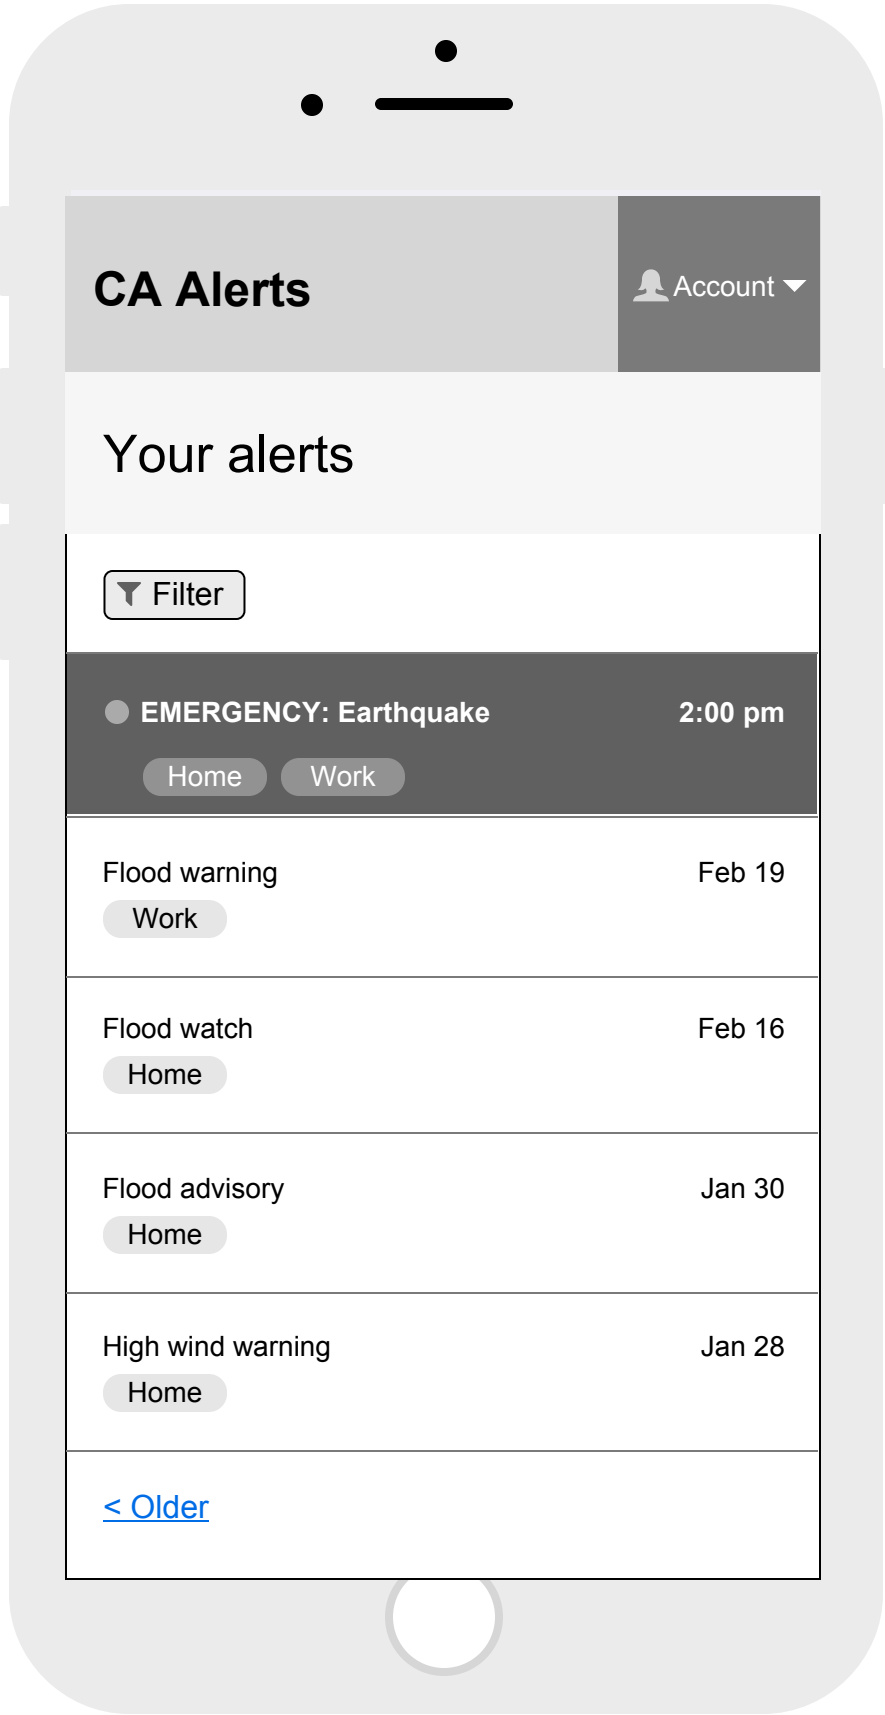 CA Alerts
Account
Your alerts
Filter
EMERGENCY: Earthquake 2:00 pm
Home Work
Flood warning Feb 19
Work
Flood watch Feb 16
Home
Flood advisory Jan 30
Home
High wind warning Jan 28
Home
< Older